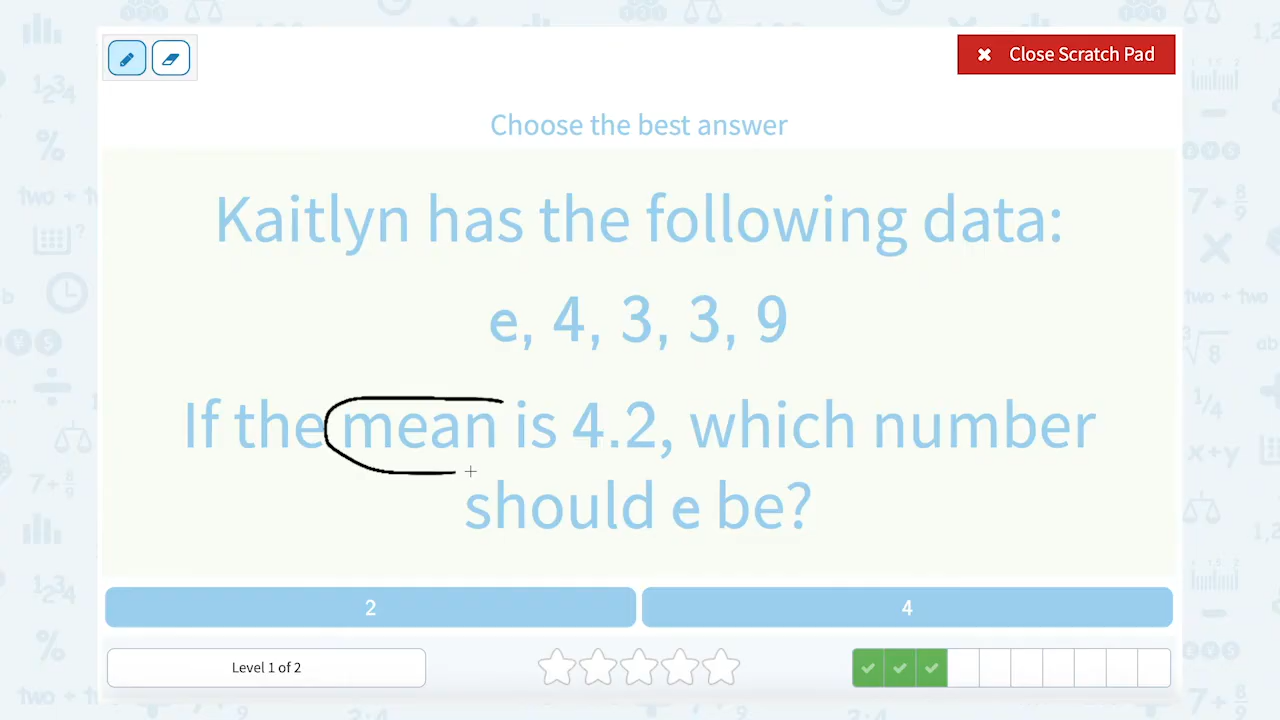 Close Scratch Pad
Choose the best answer
Kaitlyn has the following data:
e, 4, 3, 3, 9
If the mean is 4.2, which number
should e be?
2
4
Level 1 of 2